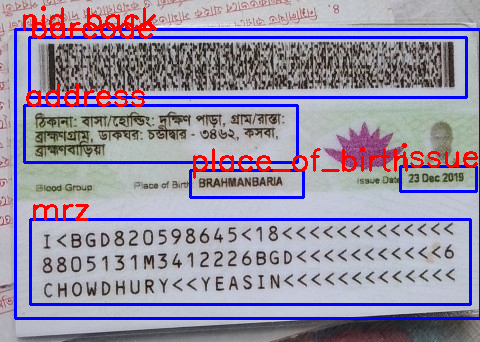 nid_back
barcode
address
ঠিকানা: বাসা/হোল্ডিং: দক্ষিণ পাড়া, গ্রাম/রাস্তা:
ব্রাহ্মণগ্রাম, ডাকঘর: চন্ডীদ্বার - ৩৪৬২, কসবা,
ব্রাহ্মণবাড়িয়া
place_of_birth
issue
Blood Group
Place of Birth
BRAHMANBARIA
Issue Date
23 Dec 2019
mrz
I<BGD820598645<18<<<<<<<<<<<<<
8805131M3412226BGD<<<<<<<<<<<6
CHOWDHURY<<YEASIN<<<<<<<<<<<<<